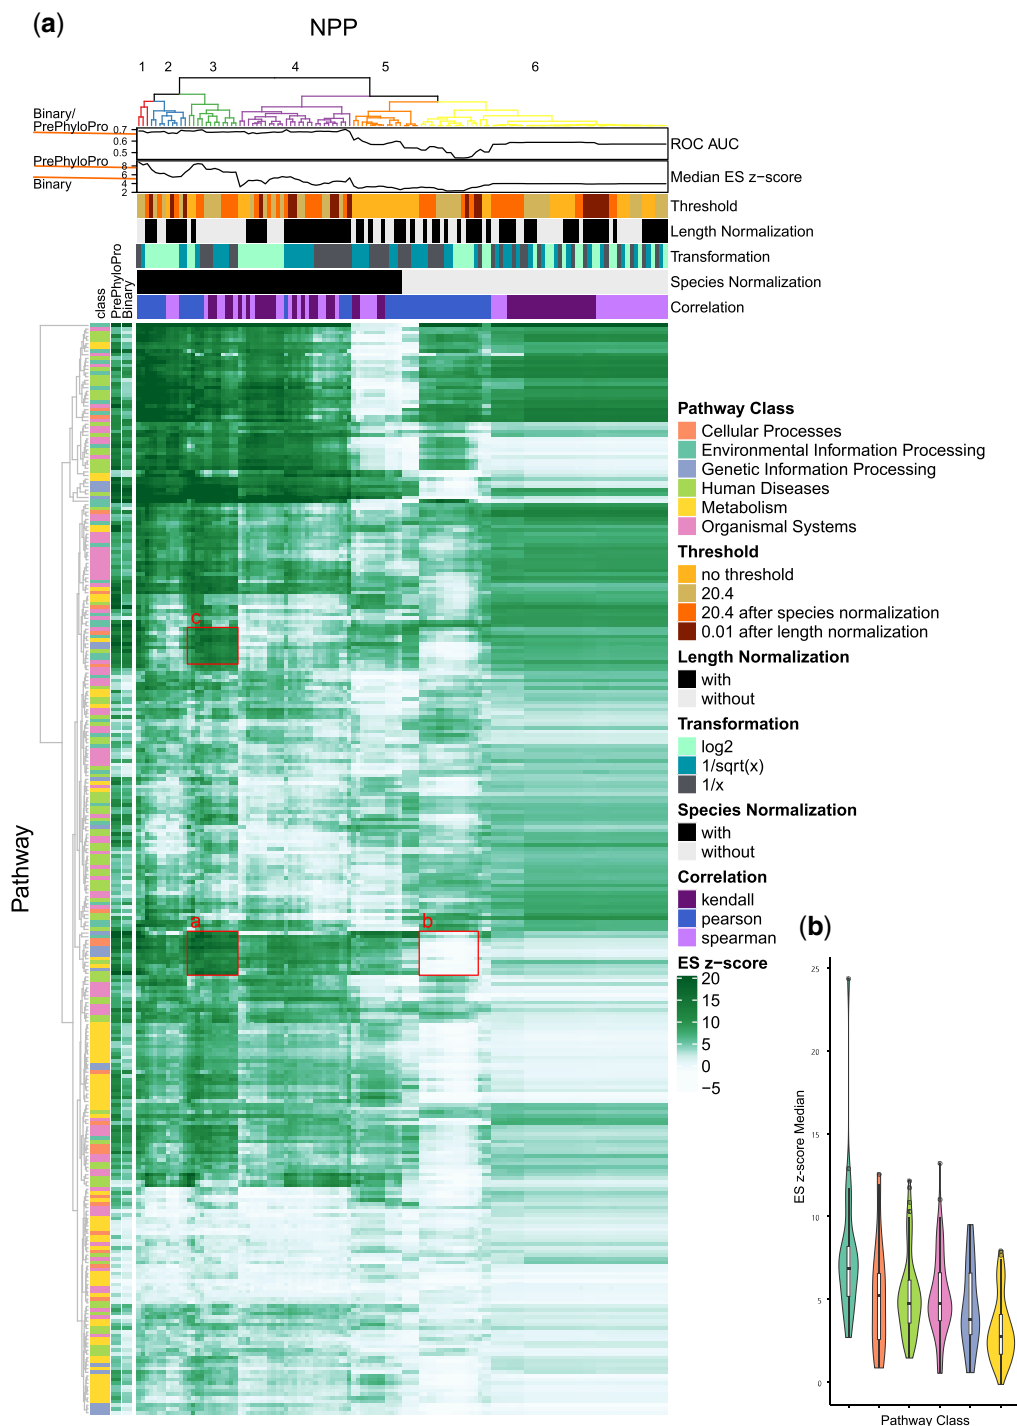 (a)
NPP
1 2 3 4 5 6
Binary/
PrePhyloPro
0.7
0.6
0.5
ROC AUC
PrePhyloPro
Binary
8
6
4
2
Median ES z−score
Threshold
Length Normalization
Transformation
Species Normalization
Correlation
class
PrePhyloPro
Binary
Pathway
c
a
b
Pathway Class
Cellular Processes
Environmental Information Processing
Genetic Information Processing
Human Diseases
Metabolism
Organismal Systems
Threshold
no threshold
20.4
20.4 after species normalization
0.01 after length normalization
Length Normalization
with
without
Transformation
log2
1/sqrt(x)
1/x
Species Normalization
with
without
Correlation
kendall
pearson
spearman
ES z−score
20
15
10
5
0
−5
(b)
ES z-score Median
25
20
15
10
5
0
Pathway Class